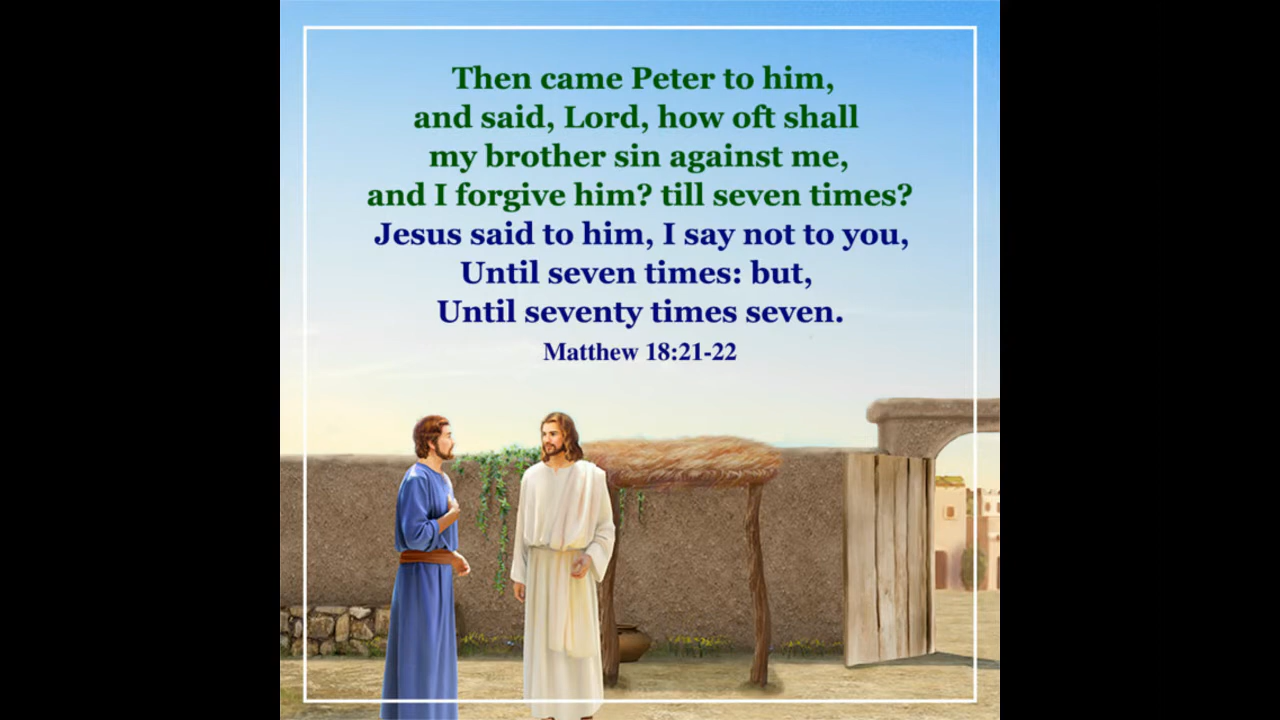 Then came Peter to him,
and said, Lord, how oft shall
my brother sin against me,
and I forgive him? till seven times?
Jesus said to him, I say not to you,
Until seven times: but,
Until seventy times seven.
Matthew 18:21-22